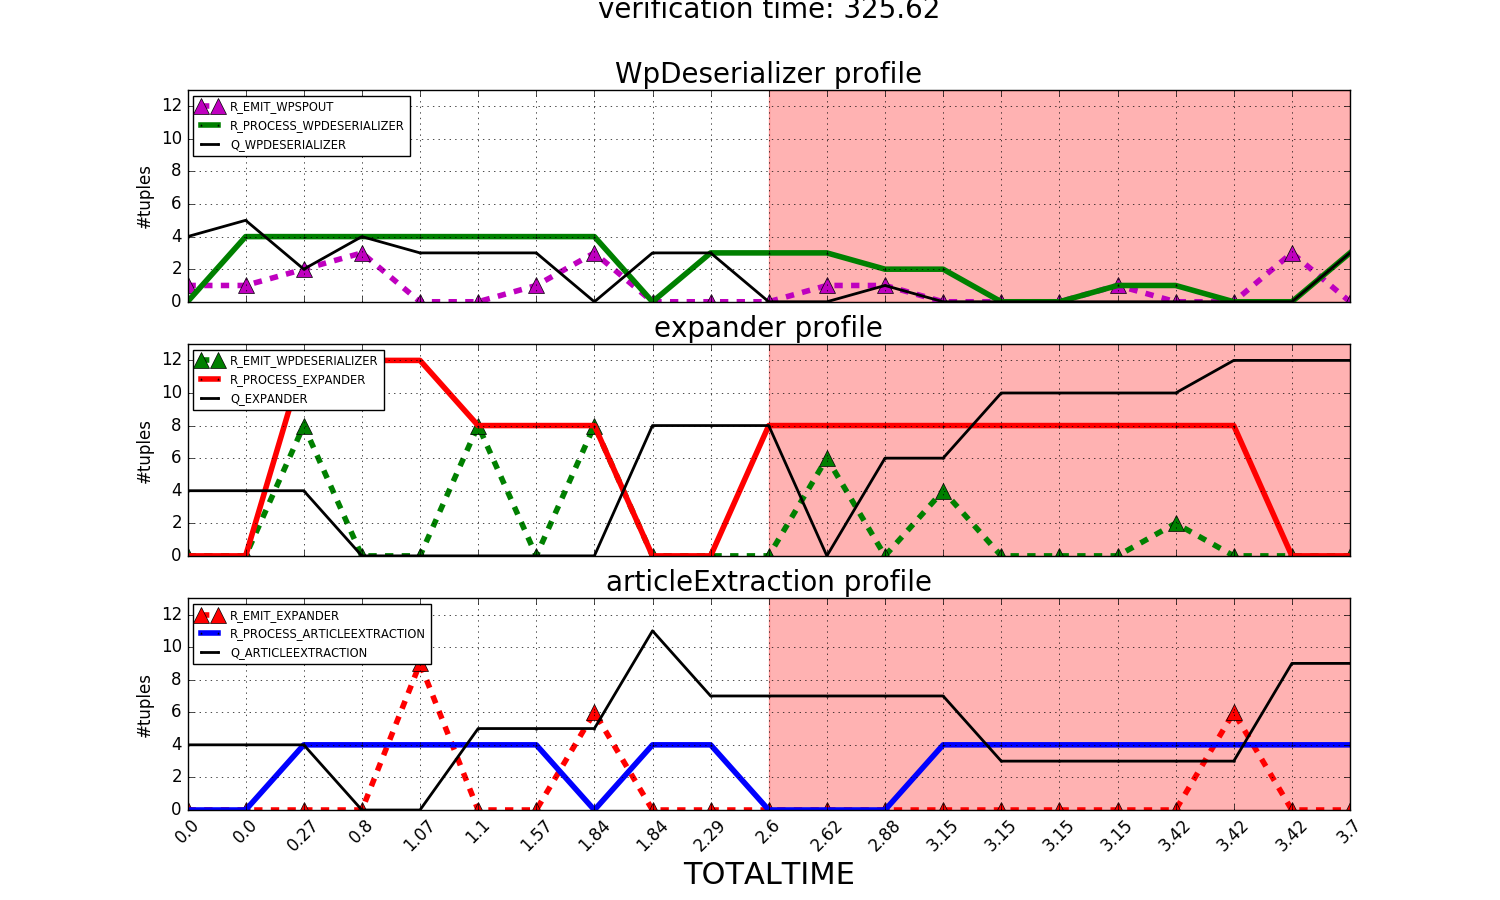 verification time: 325.62
WpDeserializer profile
R_EMIT_WPSPOUT
R_PROCESS_WPDESERIALIZER
Q_WPDESERIALIZER
#tuples
12
10
8
6
4
2
0
expander profile
R_EMIT_WPDESERIALIZER
R_PROCESS_EXPANDER
Q_EXPANDER
#tuples
12
10
8
6
4
2
0
articleExtraction profile
R_EMIT_EXPANDER
R_PROCESS_ARTICLEEXTRACTION
Q_ARTICLEEXTRACTION
#tuples
12
10
8
6
4
2
0
0.0 0.0 0.27 0.8 1.07 1.1 1.57 1.84 1.84 2.29 2.6 2.62 2.88 3.15 3.15 3.15 3.15 3.42 3.42 3.42 3.7
TOTALTIME